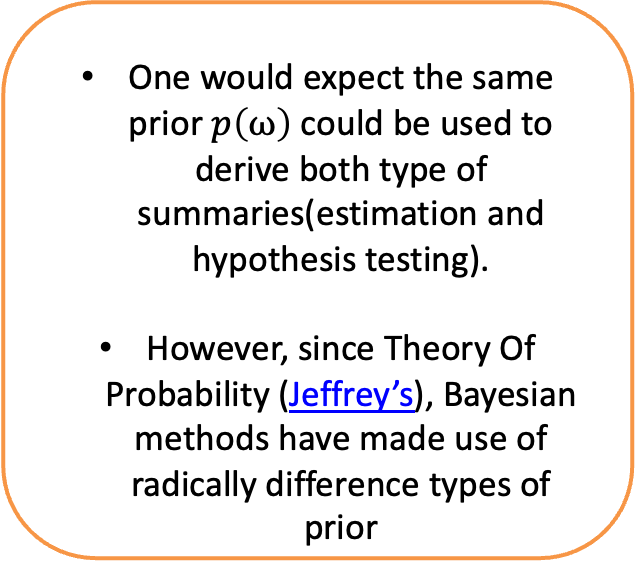 • One would expect the same
prior 𝑝(ω) could be used to
derive both type of
summaries(estimation and
hypothesis testing).
• However, since Theory Of
Probability (Jeffrey’s), Bayesian
methods have made use of
radically difference types of
prior